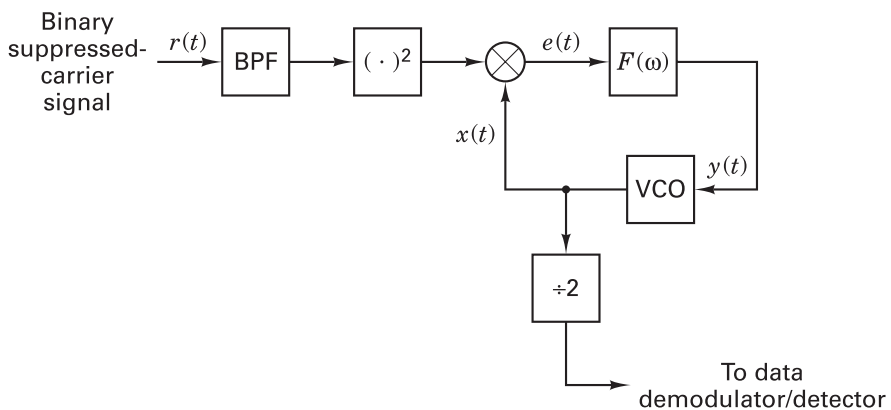 Binary
suppressed-
carrier
signal
r(t)
BPF
( · )²
e(t)
F(ω)
x(t)
VCO
y(t)
÷2
To data
demodulator/detector